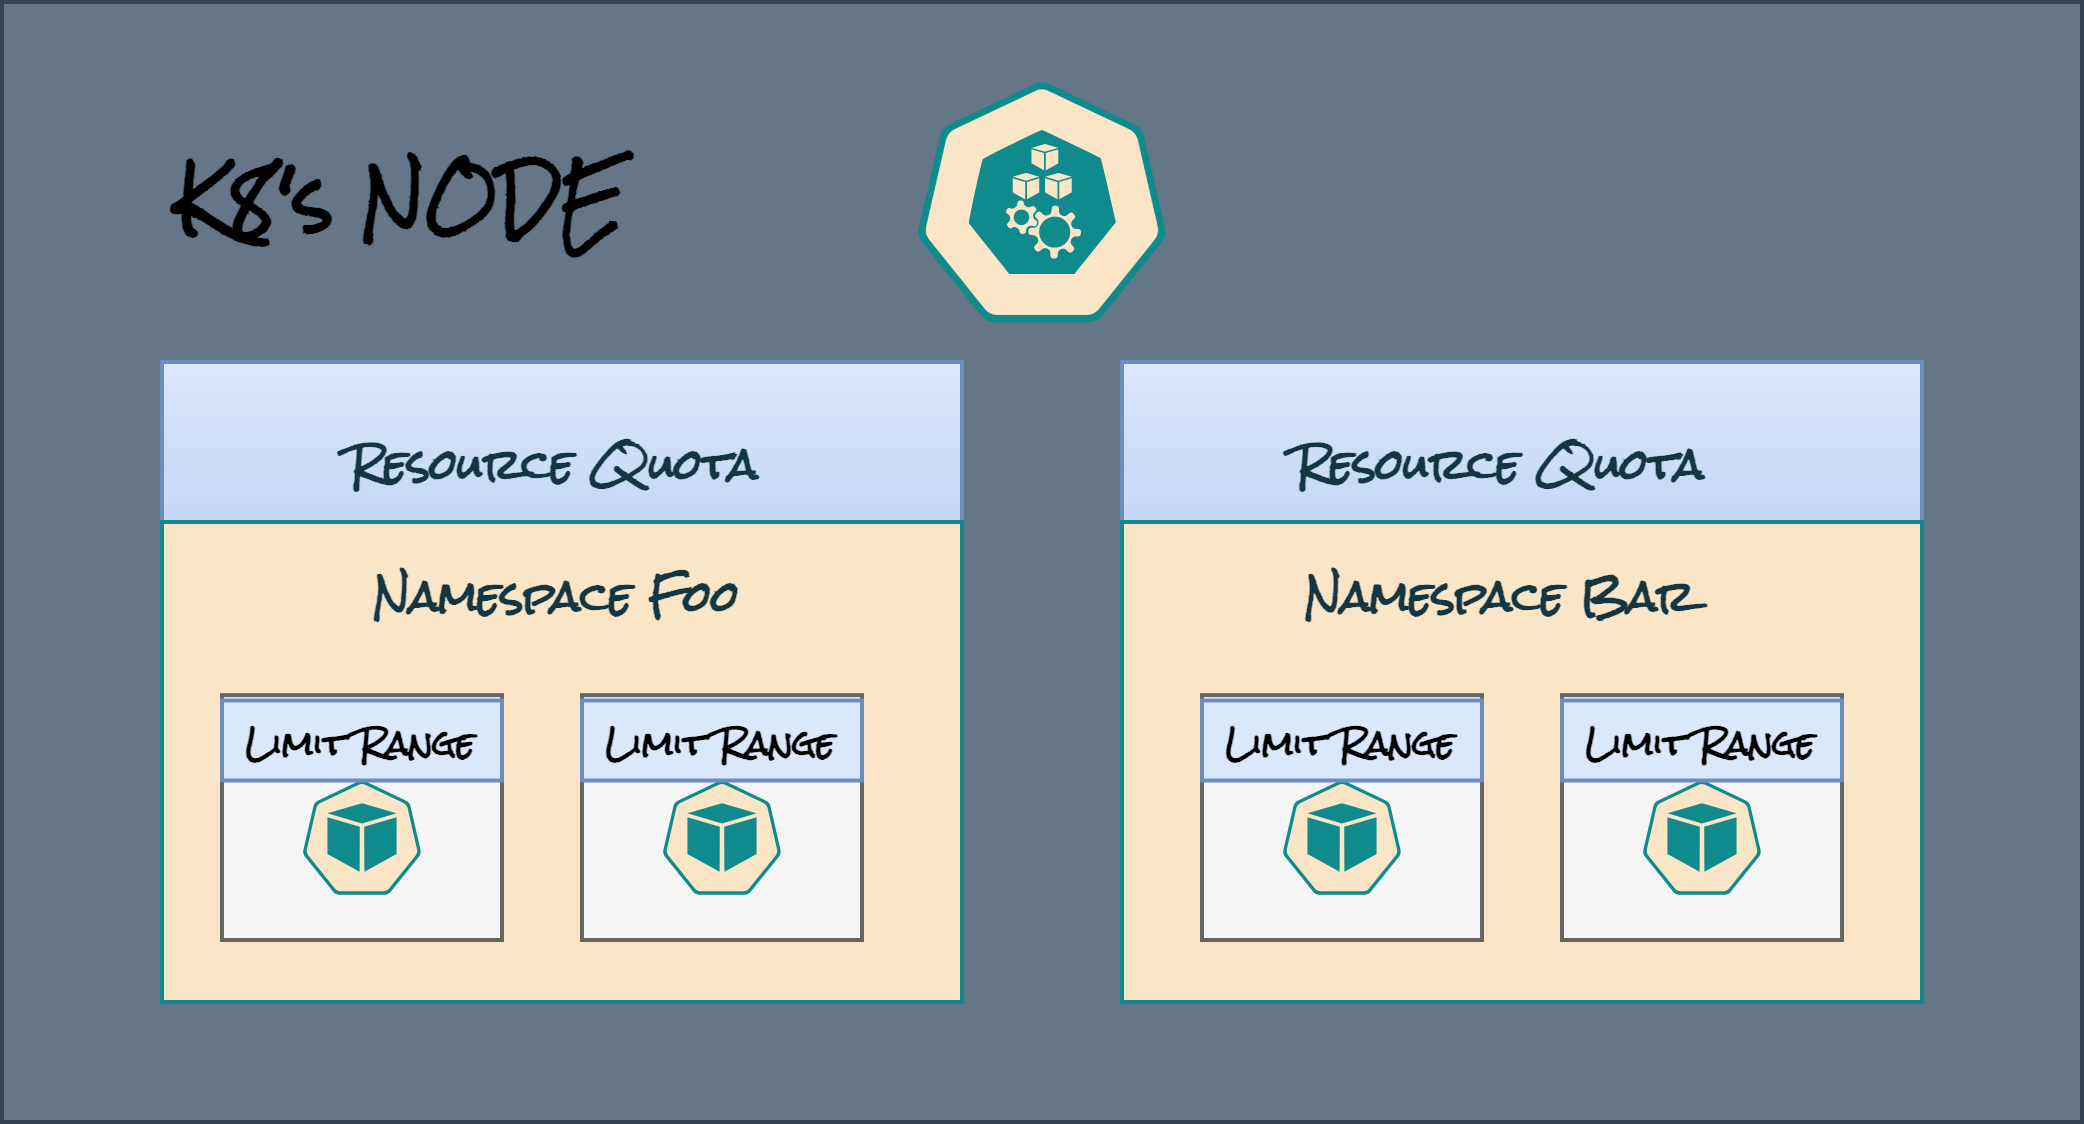 K8's NODE
Resource Quota
Namespace Foo
Limit Range
Limit Range
Resource Quota
Namespace Bar
Limit Range
Limit Range